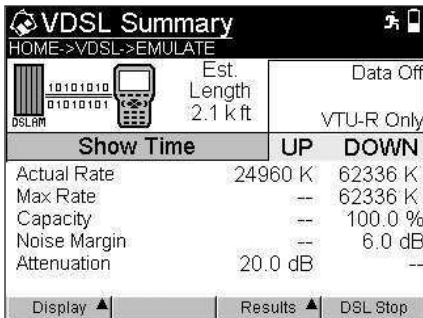 VDSL Summary
HOME->VDSL->EMULATE
10101010
01010101
DSLAM
Est.
Length
2.1 k ft
Data Off
VTU-R Only
Show Time UP DOWN
Actual Rate 24960 K 62336 K
Max Rate -- 62336 K
Capacity -- 100.0 %
Noise Margin -- 6.0 dB
Attenuation 20.0 dB --
Display ▲ Results ▲ DSL Stop